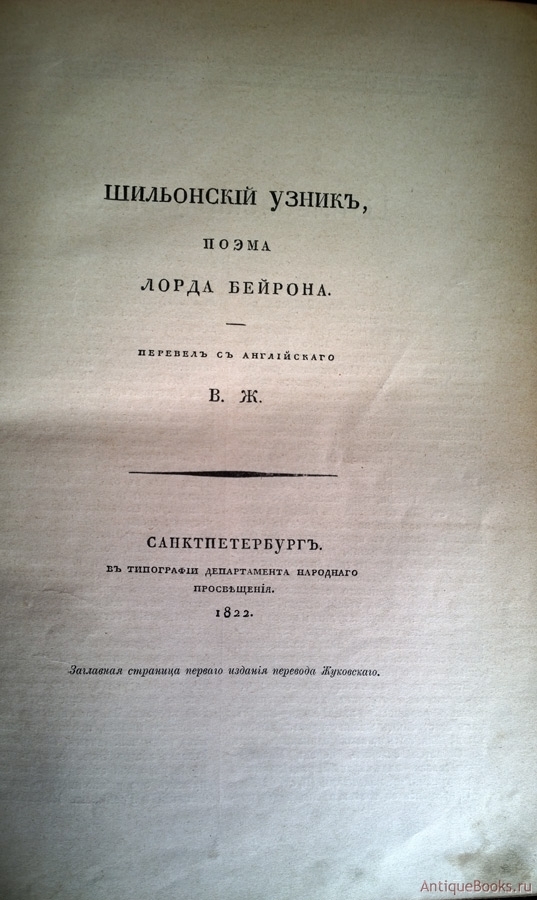 ШИЛЬОНСКІЙ УЗНИКЪ,
ПОЭМА
ЛОРДА БЕЙРОНА.
ПЕРЕВЕЛЪ СЪ АНГЛІЙСКАГО
В. Ж.
САНКТПЕТЕРБУРГЪ.
ВЪ ТИПОГРАФІИ ДЕПАРТАМЕНТА НАРОДНАГО
ПРОСВѢЩЕНІЯ.
1822.
Заглавная страница перваго изданія перевода Жуковскаго.
AntiqueBooks.ru